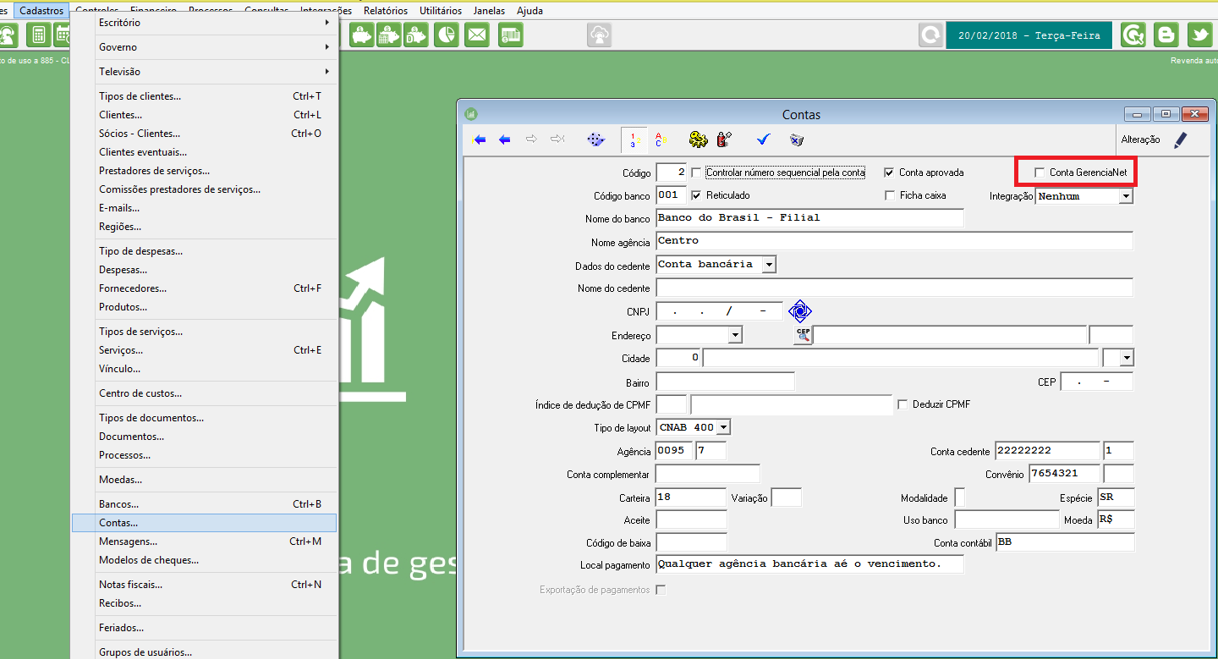 es Cadastros Controles Financeiro Processos Consultas Integrações Relatórios Utilitários Janelas Ajuda
20/02/2018 - Terça-Feira
to de uso a 885 - CL
Revenda aut
Escritório
Governo
Televisão
Tipos de clientes... Ctrl+T
Clientes... Ctrl+L
Sócios - Clientes... Ctrl+O
Clientes eventuais...
Prestadores de serviços...
Comissões prestadores de serviços...
E-mails...
Regiões...
Tipo de despesas...
Despesas...
Fornecedores... Ctrl+F
Produtos...
Tipos de serviços...
Serviços... Ctrl+E
Vínculo...
Centro de custos...
Tipos de documentos...
Documentos...
Processos...
Moedas...
Bancos... Ctrl+B
Contas...
Mensagens... Ctrl+M
Modelos de cheques...
Notas fiscais... Ctrl+N
Recibos...
Feriados...
Grupos de usuários...
a de ges
Contas
Alteração
Código 2 Controlar número sequencial pela conta Conta aprovada Conta GerenciaNet
Código banco 001 Reticulado Ficha caixa Integração Nenhum
Nome do banco Banco do Brasil - Filial
Nome agência Centro
Dados do cedente Conta bancária
Nome do cedente
CNPJ . . / -
Endereço CEP
Cidade 0
Bairro CEP . -
Índice de dedução de CPMF Deduzir CPMF
Tipo de layout CNAB 400
Agência 0095 7 Conta cedente 22222222 1
Conta complementar Convênio 7654321
Carteira 18 Variação Modalidade Espécie SR
Aceite Uso banco Moeda R$
Código de baixa Conta contábil BB
Local pagamento Qualquer agência bancária aé o vencimento.
Exportação de pagamentos